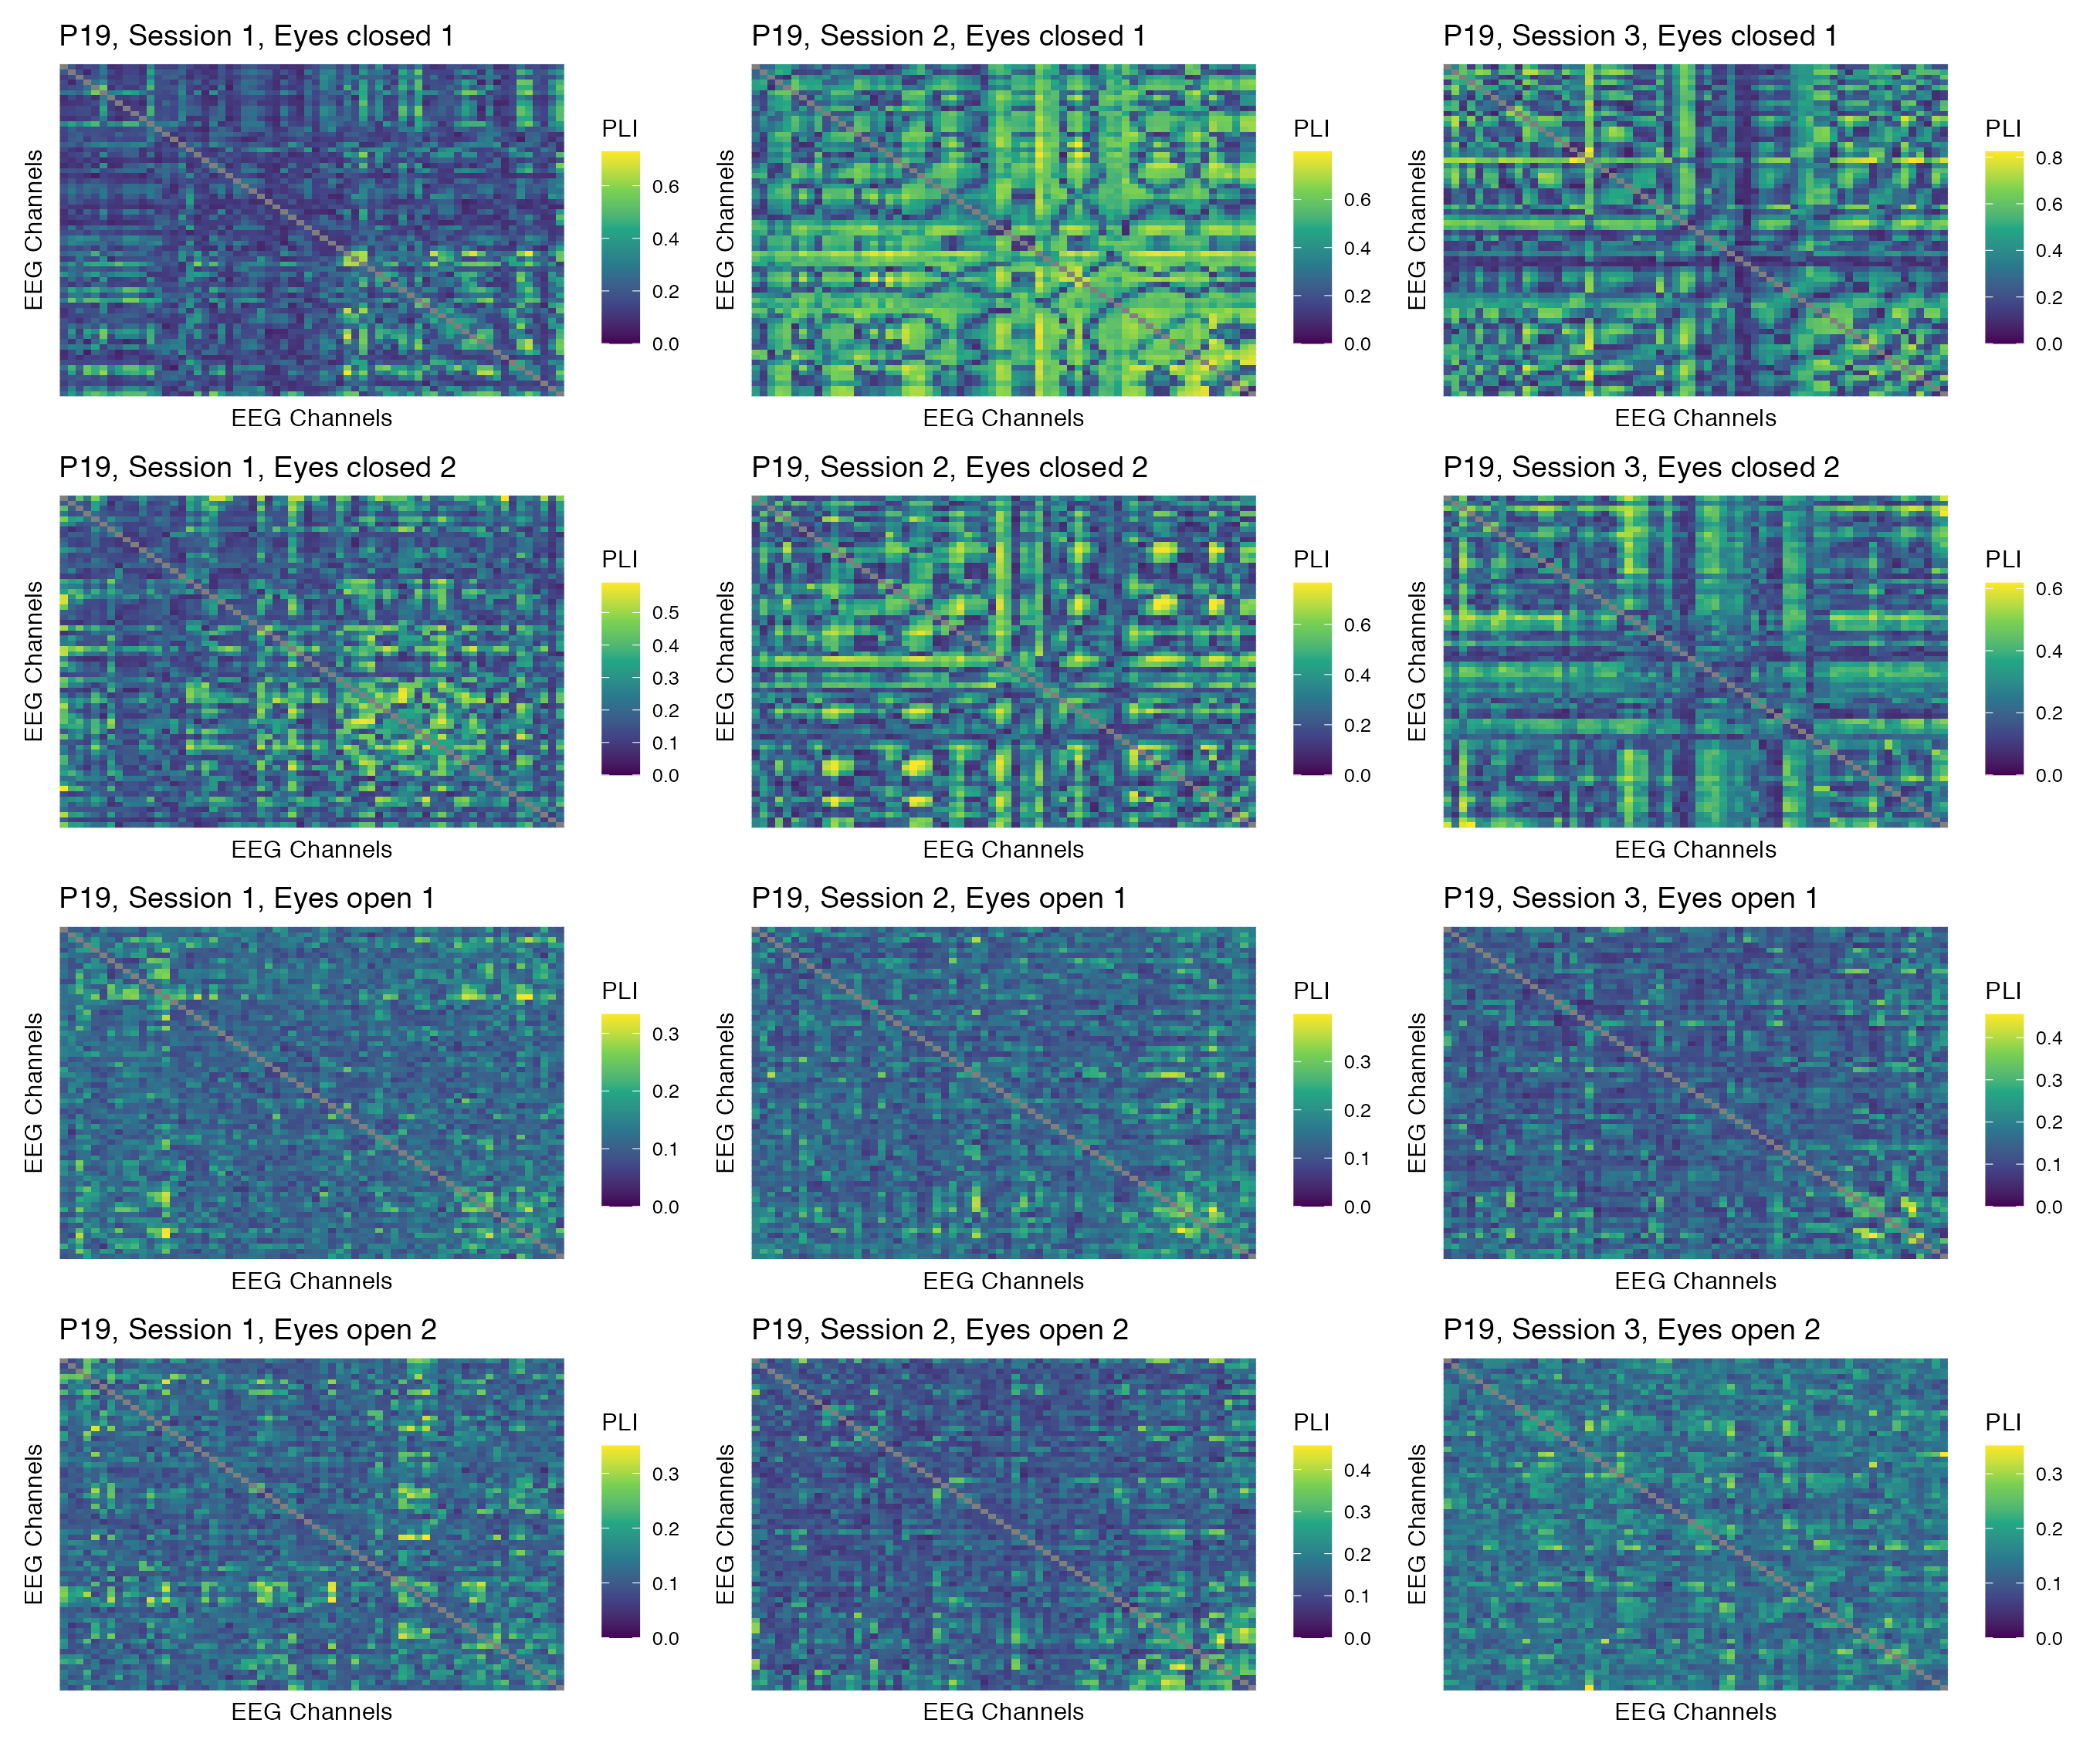 P19, Session 1, Eyes closed 1
EEG Channels
EEG Channels
PLI
0.6
0.4
0.2
0.0
P19, Session 2, Eyes closed 1
EEG Channels
EEG Channels
PLI
0.6
0.4
0.2
0.0
P19, Session 3, Eyes closed 1
EEG Channels
EEG Channels
PLI
0.8
0.6
0.4
0.2
0.0
P19, Session 1, Eyes closed 2
EEG Channels
EEG Channels
PLI
0.5
0.4
0.3
0.2
0.1
0.0
P19, Session 2, Eyes closed 2
EEG Channels
EEG Channels
PLI
0.6
0.4
0.2
0.0
P19, Session 3, Eyes closed 2
EEG Channels
EEG Channels
PLI
0.6
0.4
0.2
0.0
P19, Session 1, Eyes open 1
EEG Channels
EEG Channels
PLI
0.3
0.2
0.1
0.0
P19, Session 2, Eyes open 1
EEG Channels
EEG Channels
PLI
0.3
0.2
0.1
0.0
P19, Session 3, Eyes open 1
EEG Channels
EEG Channels
PLI
0.4
0.3
0.2
0.1
0.0
P19, Session 1, Eyes open 2
EEG Channels
EEG Channels
PLI
0.3
0.2
0.1
0.0
P19, Session 2, Eyes open 2
EEG Channels
EEG Channels
PLI
0.4
0.3
0.2
0.1
0.0
P19, Session 3, Eyes open 2
EEG Channels
EEG Channels
PLI
0.3
0.2
0.1
0.0